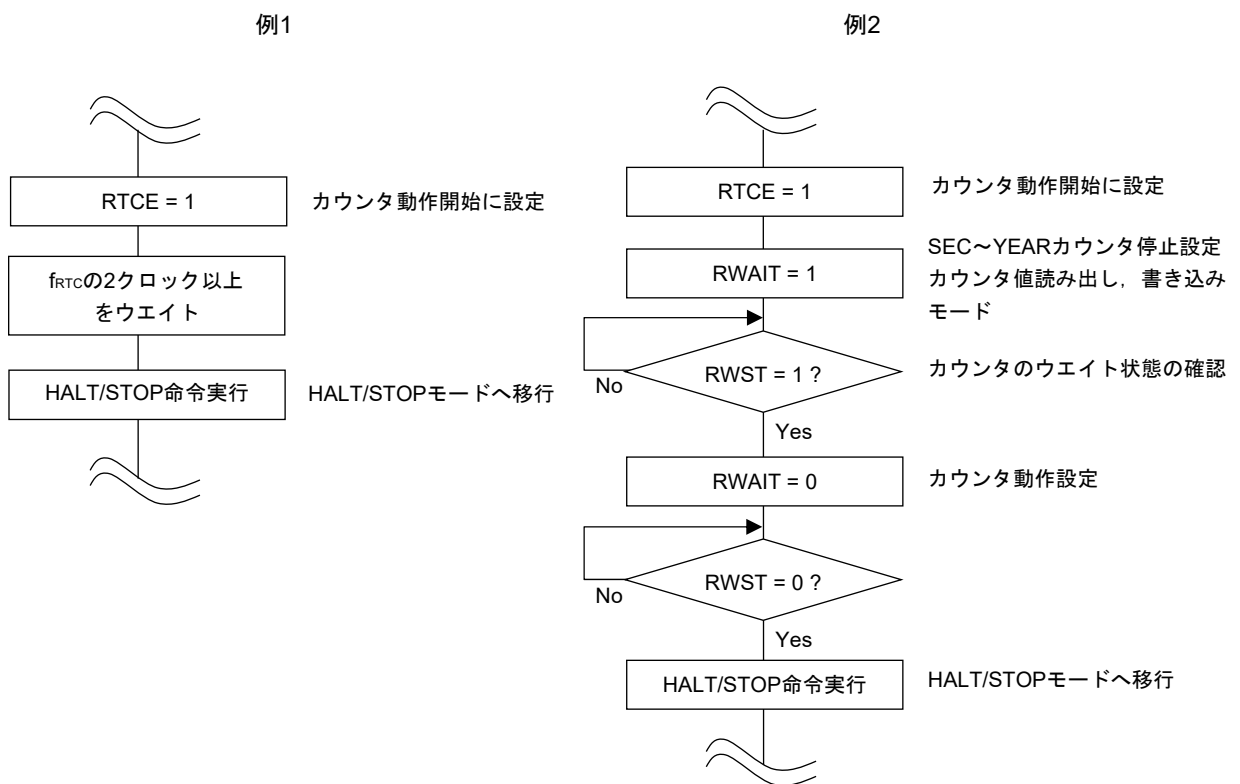 例1
RTCE = 1
カウンタ動作開始に設定
fRTCの2クロック以上
をウエイト
HALT/STOP命令実行
HALT/STOPモードへ移行
例2
RTCE = 1
カウンタ動作開始に設定
RWAIT = 1
SEC～YEARカウンタ停止設定
カウンタ値読み出し，書き込み
モード
RWST = 1 ?
カウンタのウエイト状態の確認
No
Yes
RWAIT = 0
カウンタ動作設定
RWST = 0 ?
No
Yes
HALT/STOP命令実行
HALT/STOPモードへ移行